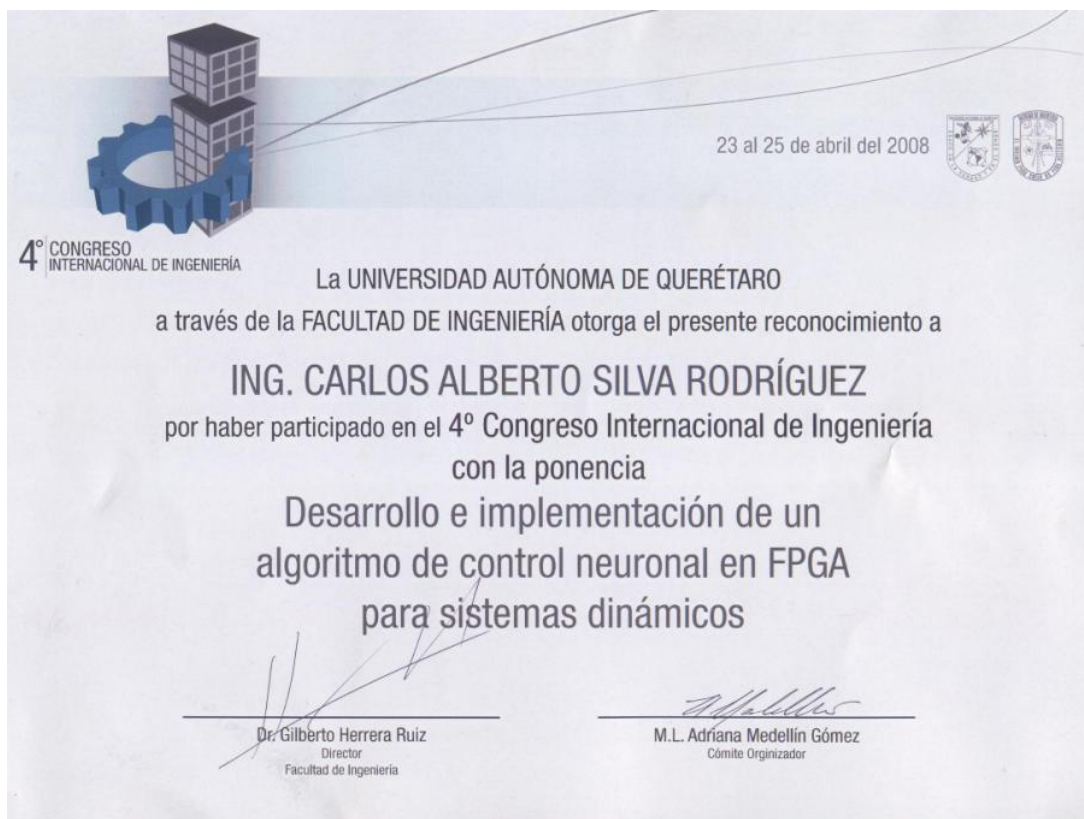 23 al 25 de abril del 2008
4° CONGRESO
INTERNACIONAL DE INGENIERÍA
La UNIVERSIDAD AUTÓNOMA DE QUERÉTARO
a través de la FACULTAD DE INGENIERÍA otorga el presente reconocimiento a
ING. CARLOS ALBERTO SILVA RODRÍGUEZ
por haber participado en el 4º Congreso Internacional de Ingeniería
con la ponencia
Desarrollo e implementación de un
algoritmo de control neuronal en FPGA
para sistemas dinámicos
Dr. Gilberto Herrera Ruiz
Director
Facultad de Ingeniería
M.L. Adriana Medellín Gómez
Cómite Orginizador